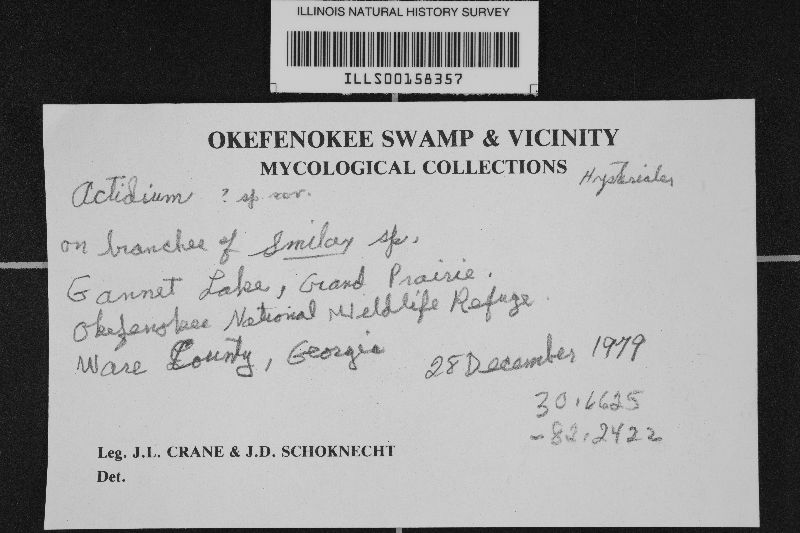 ILLINOIS NATURAL HISTORY SURVEY
ILLS00158357
OKEFENOKEE SWAMP & VICINITY
MYCOLOGICAL COLLECTIONS
Hysteriales
Actidium ? sp nov.
on branches of Smilax sp.
Gannet Lake, Grand Prairie.
Okefenokee National Wildlife Refuge.
Ware County, Georgia
28 December 1979
30.6625
-82.2422
Leg. J.L. CRANE & J.D. SCHOKNECHT
Det.